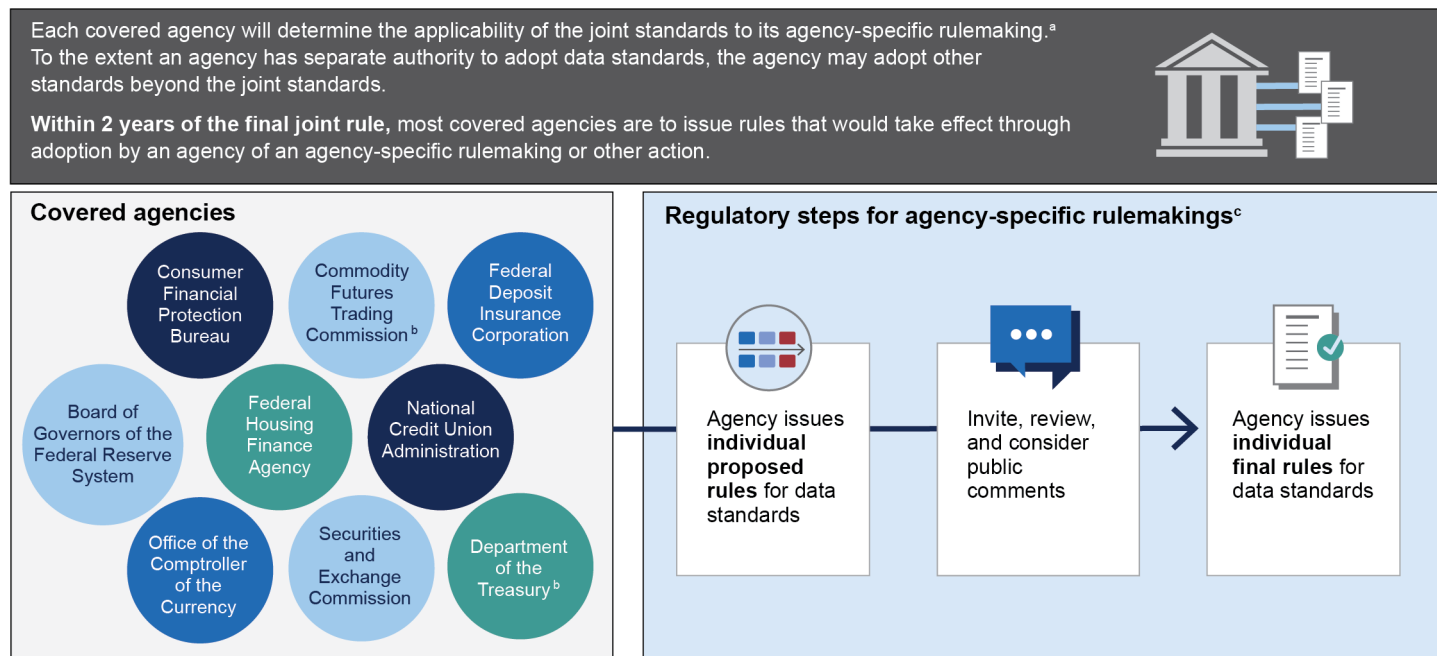 Each covered agency will determine the applicability of the joint standards to its agency-specific rulemaking.ᵃ
To the extent an agency has separate authority to adopt data standards, the agency may adopt other
standards beyond the joint standards.
Within 2 years of the final joint rule, most covered agencies are to issue rules that would take effect through
adoption by an agency of an agency-specific rulemaking or other action.
Covered agencies
Consumer
Financial
Protection
Bureau
Commodity
Futures
Trading
Commission ᵇ
Federal
Deposit
Insurance
Corporation
Board of
Governors of the
Federal Reserve
System
Federal
Housing
Finance
Agency
National
Credit Union
Administration
Office of the
Comptroller
of the
Currency
Securities
and
Exchange
Commission
Department
of the
Treasury ᵇ
Regulatory steps for agency-specific rulemakingsᶜ
Agency issues
individual
proposed
rules for data
standards
Invite, review,
and consider
public
comments
Agency issues
individual
final rules for
data standards